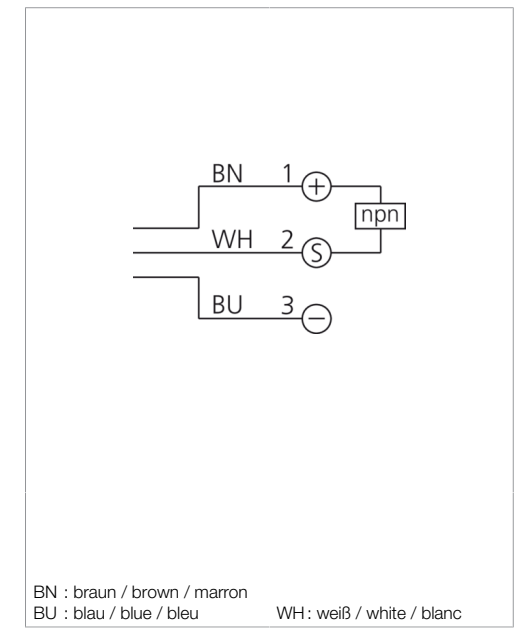 BN 1 +
npn
WH 2 S
BU 3 −
BN : braun / brown / marron
BU : blau / blue / bleu WH : weiß / white / blanc